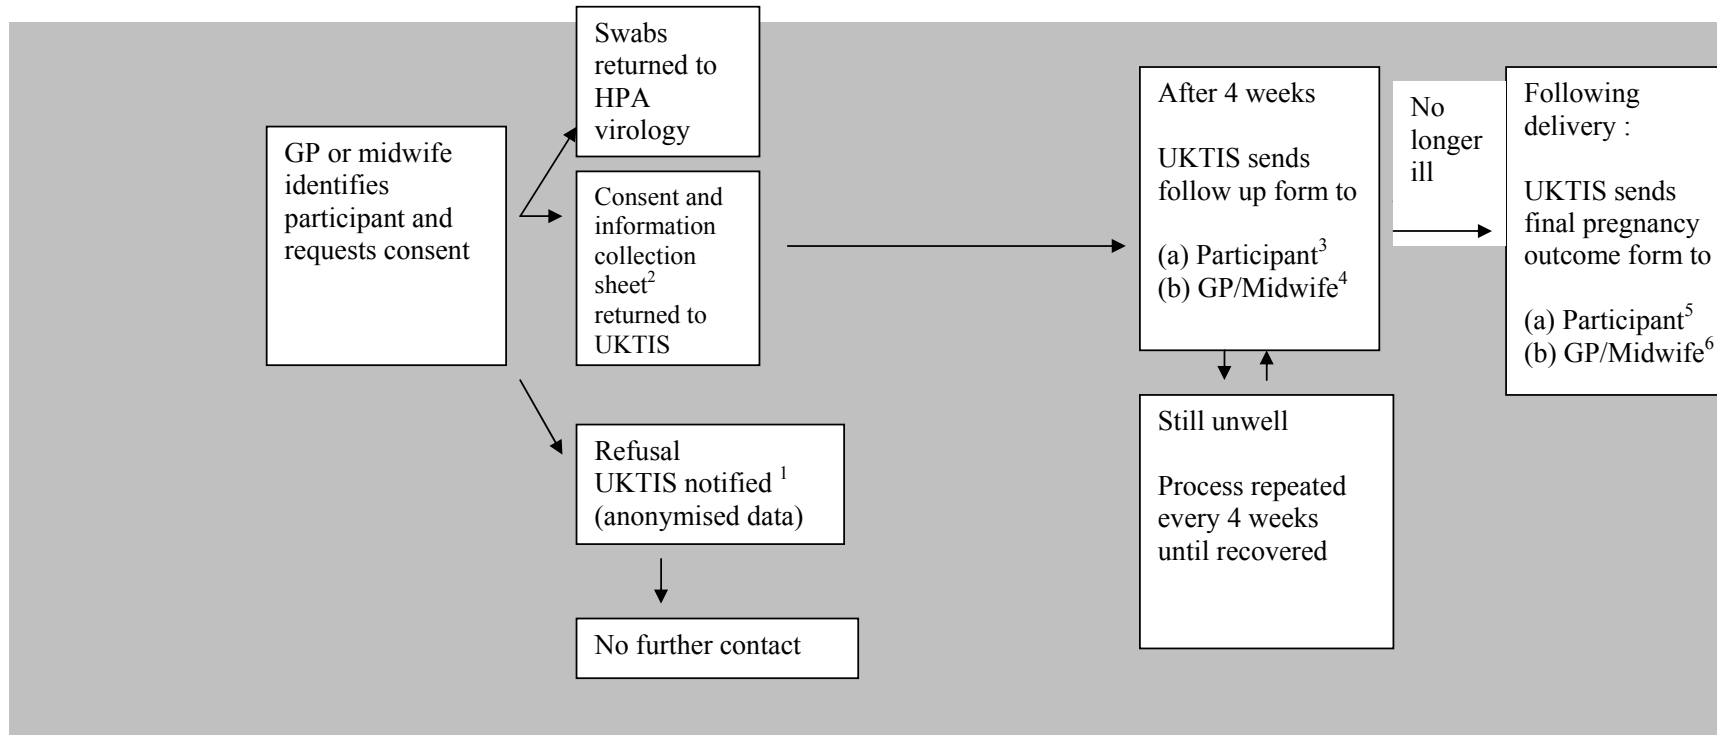 Swabs
returned to
HPA
virology
GP or midwife
identifies
participant and
requests consent
Consent and
information
collection
sheet2
returned to
UKTIS
Refusal
UKTIS notified 1
(anonymised data)
No further contact
After 4 weeks
UKTIS sends
follow up form to
(a) Participant3
(b) GP/Midwife4
Still unwell
Process repeated
every 4 weeks
until recovered
No
longer
ill
Following
delivery :
UKTIS sends
final pregnancy
outcome form to
(a) Participant5
(b) GP/Midwife6